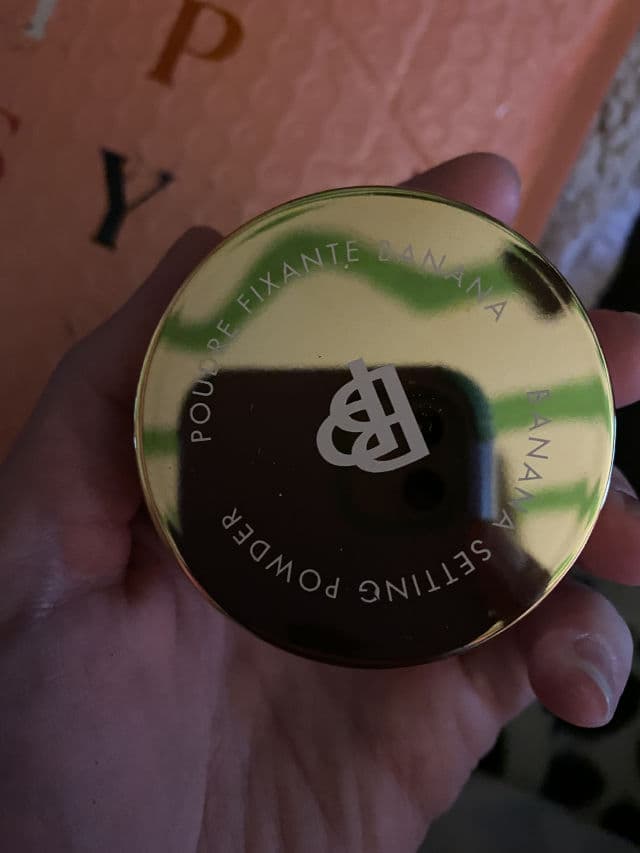 I P
S Y
POUDRE FIXANTE BANANA
BANANA SETTING POWDER